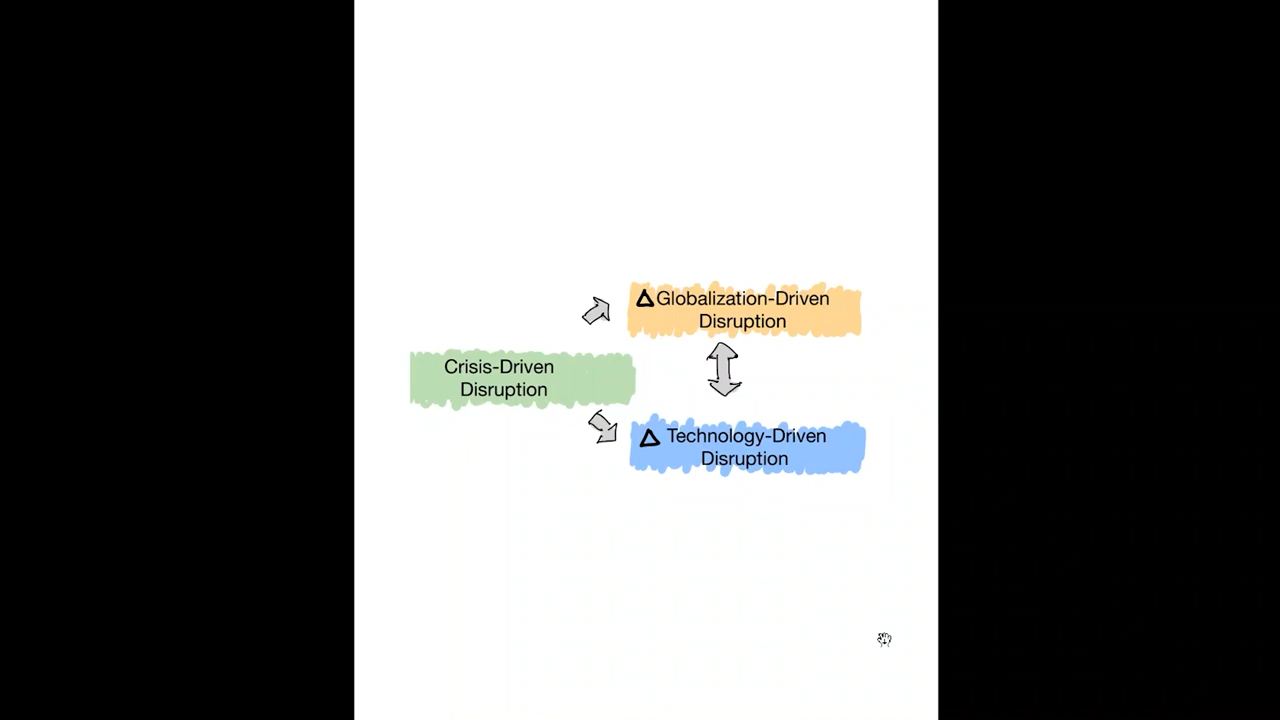 △Globalization-Driven
Disruption
Crisis-Driven
Disruption
△ Technology-Driven
Disruption